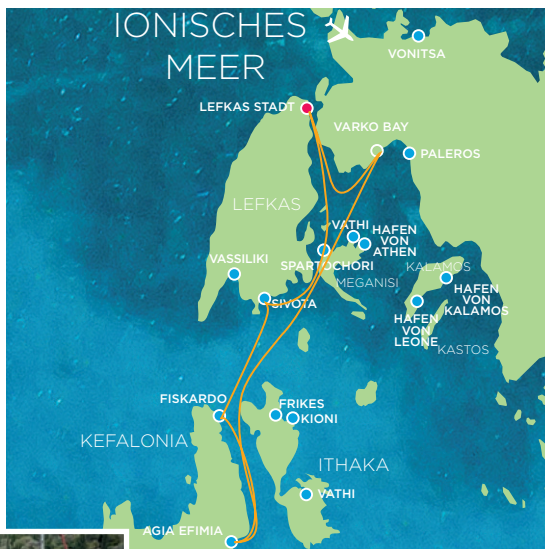 IONISCHES
MEER
VONITSA
LEFKAS STADT
VARKO BAY
PALEROS
LEFKAS
VATHI
HAFEN
VON
ATHEN
VASSILIKI
SPARTOCHORI
KALAMOS
MEGANISI
HAFEN
VON
KALAMOS
SIVOTA
HAFEN
VON
LEONE
KASTOS
FISKARDO
FRIKES
KIONI
KEFALONIA
ITHAKA
VATHI
AGIA EFIMIA